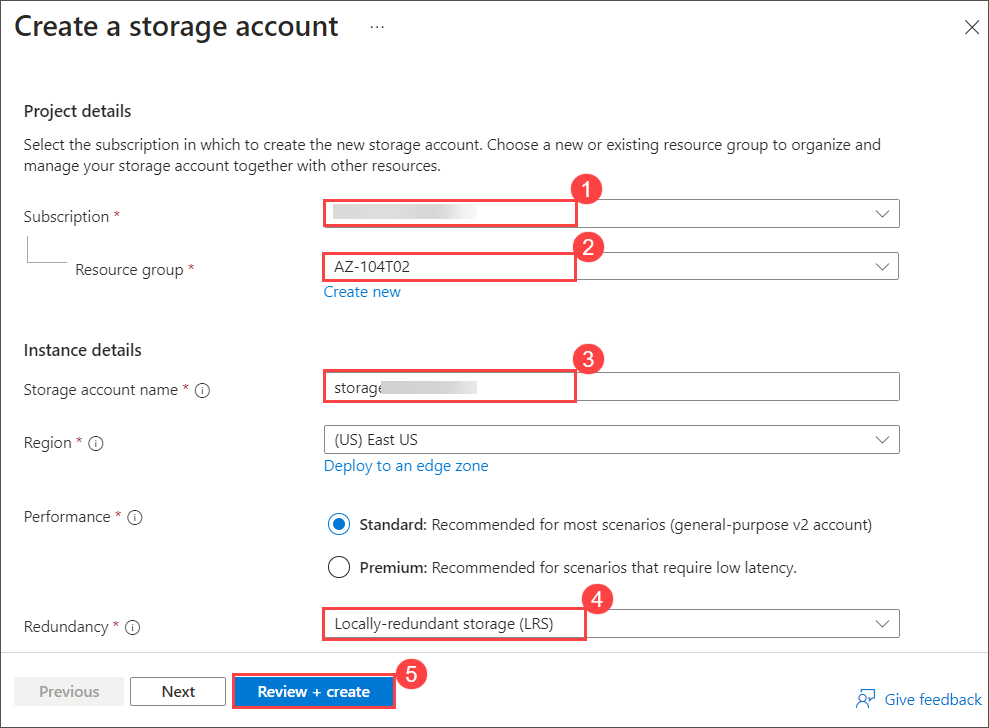 Create a storage account ...
Project details
Select the subscription in which to create the new storage account. Choose a new or existing resource group to organize and
manage your storage account together with other resources.
1
Subscription *
2
Resource group * AZ-104T02
Create new
Instance details
3
Storage account name * storage
Region * (US) East US
Deploy to an edge zone
Performance * Standard: Recommended for most scenarios (general-purpose v2 account)
Premium: Recommended for scenarios that require low latency.
4
Redundancy * Locally-redundant storage (LRS)
5
Previous Next Review + create
Give feedback